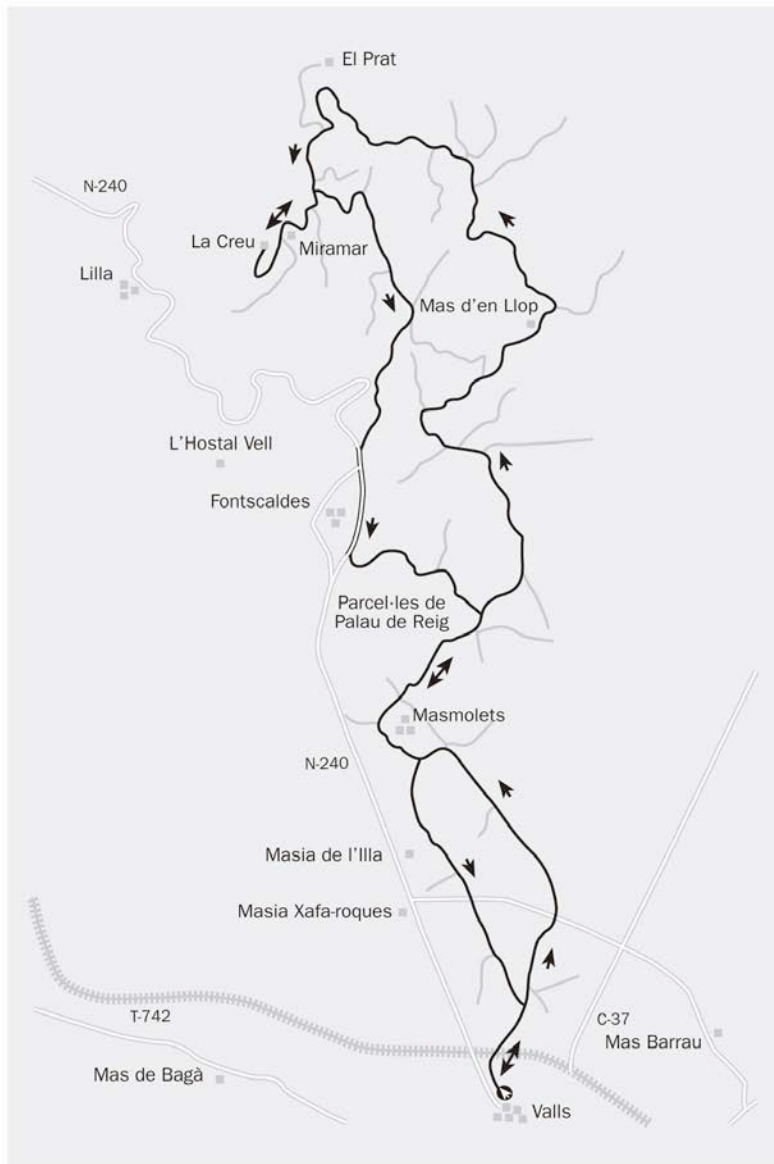 El Prat
N-240
La Creu
Miramar
Lilla
Mas d'en Llop
L'Hostal Vell
Fontscaldes
Parcel·les de
Palau de Reig
Masmolets
N-240
Masia de l'Illa
Masia Xafa-roques
T-742
C-37
Mas Barrau
Mas de Bagà
Valls